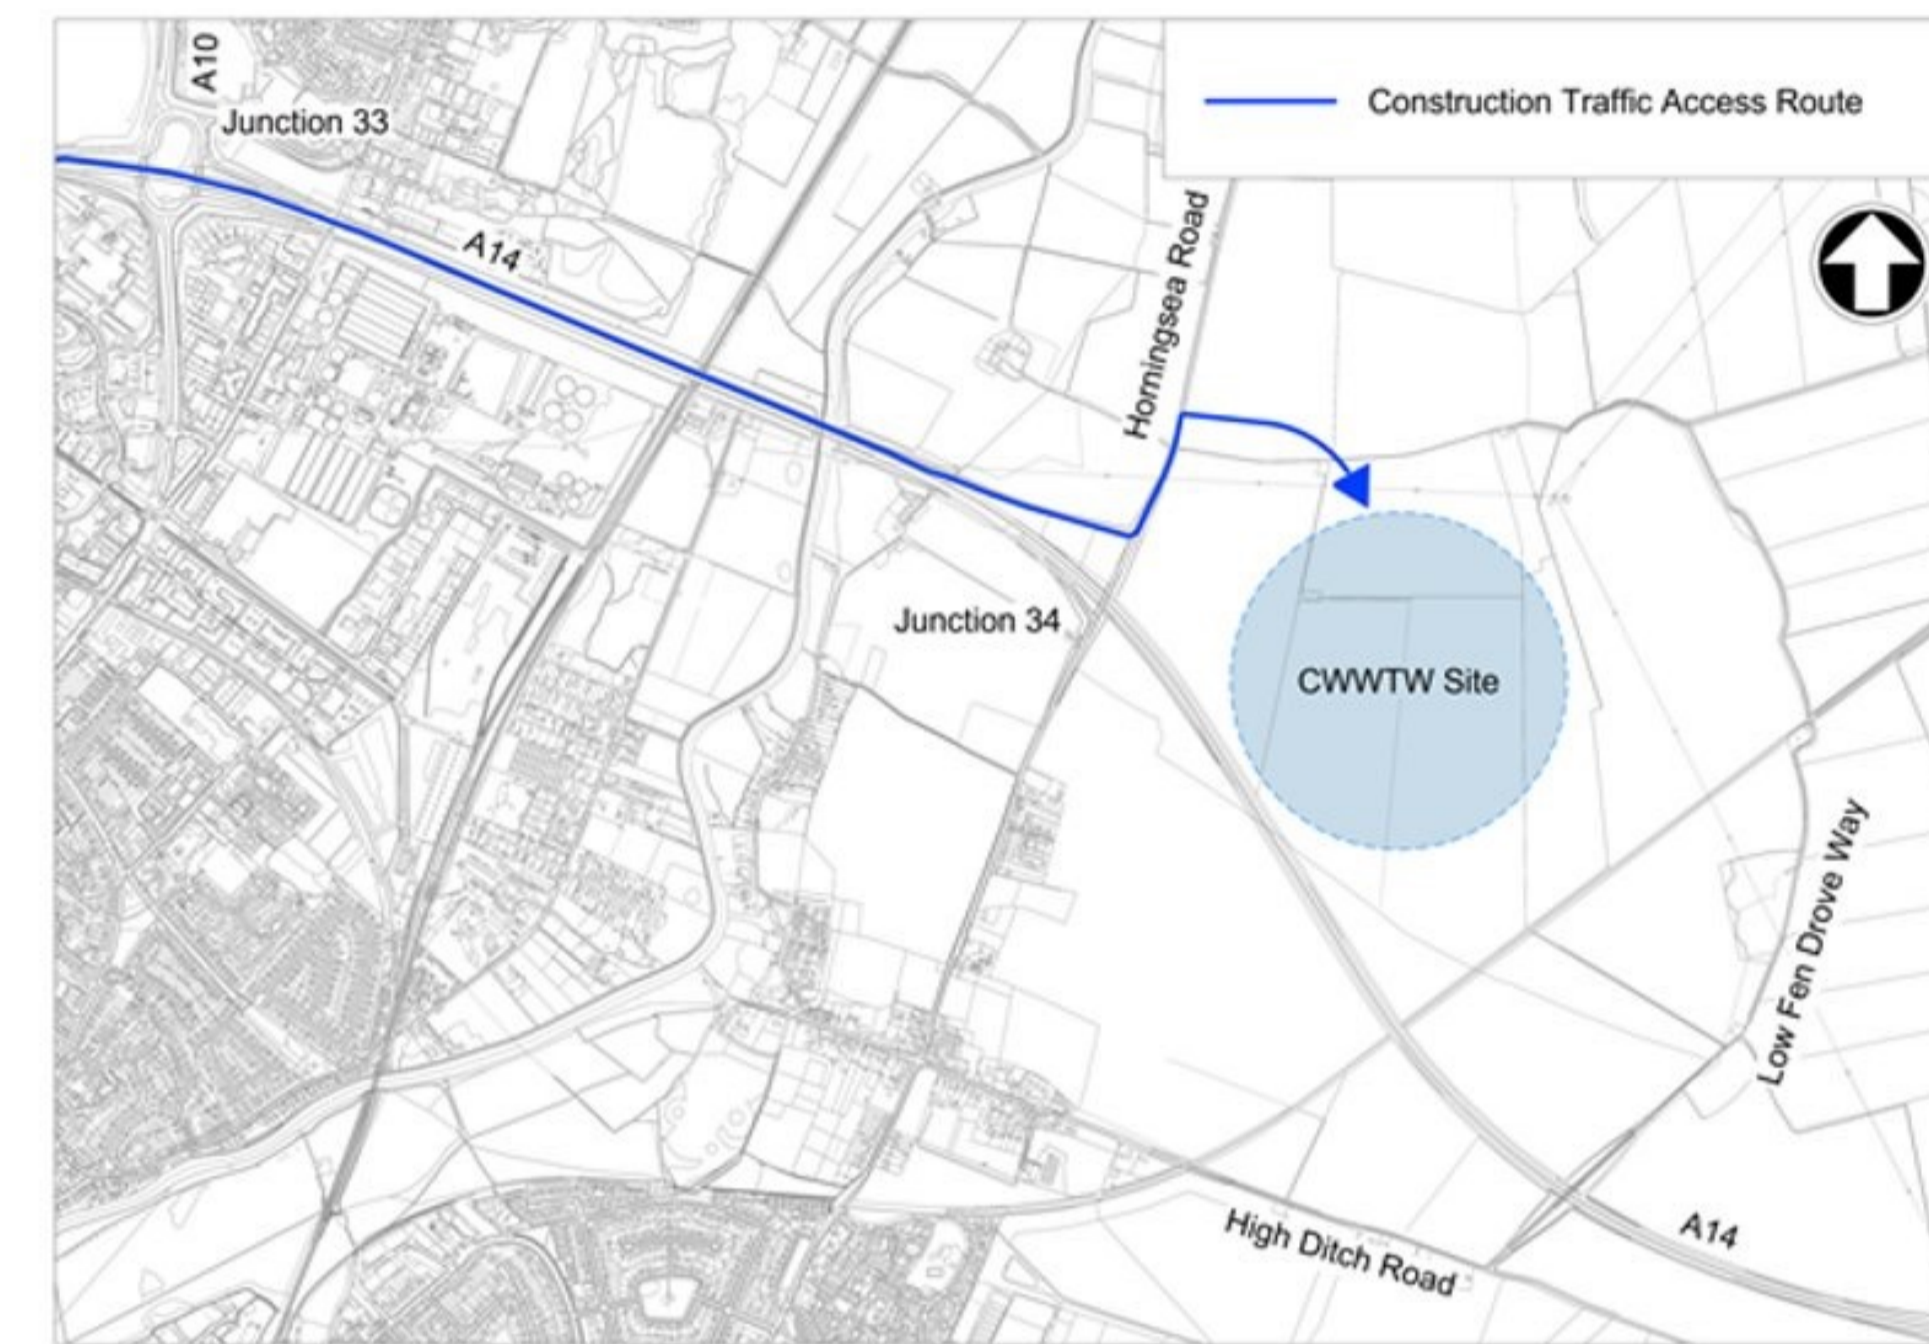 A10
Junction 33
Construction Traffic Access Route
A14
Horningsea Road
Junction 34
CWWTW Site
Low Fen Drove Way
High Ditch Road
A14